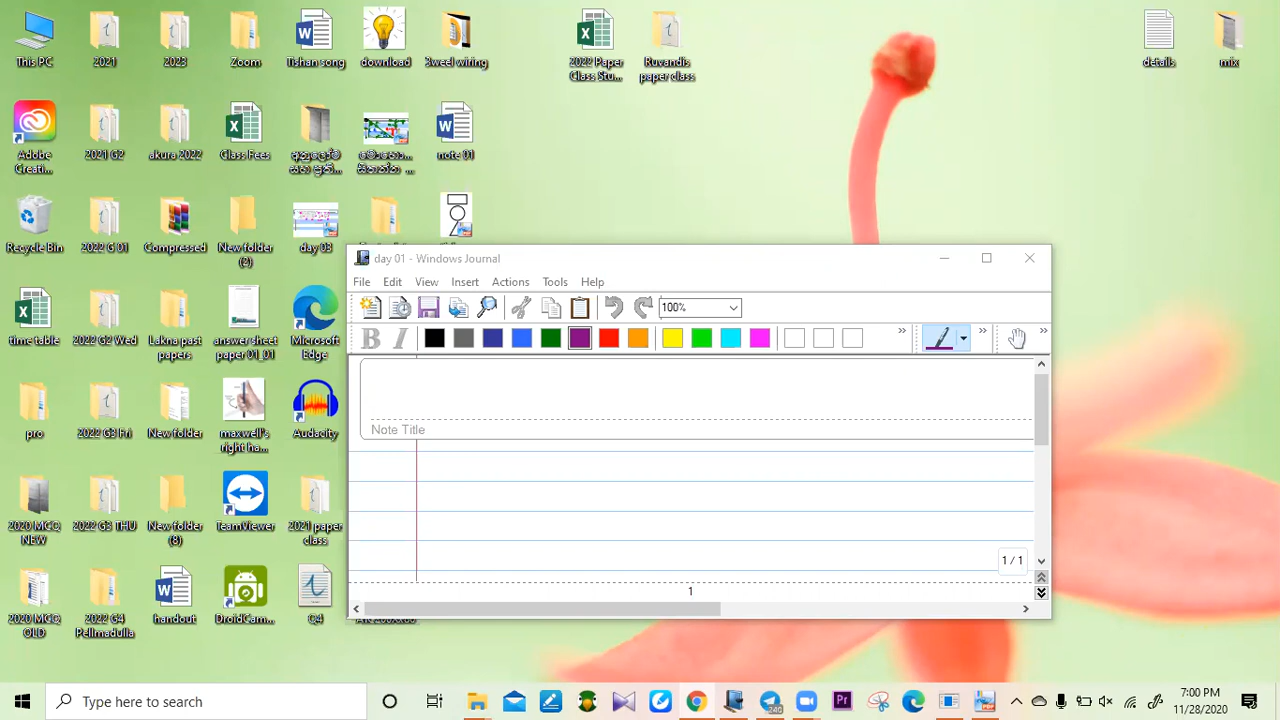 This PC
2021
2023
Zoom
Tishan song
download
3weel wiring
2022 Paper
Class Stu...
Ruvandis
paper class
details
mix
Adobe
Creati...
2021 G2
akura 2022
Class Fees
note 01
Recycle Bin
2022 G 01
Compressed
New folder
(2)
day 03
time table
2022 G2 Wed
Lakna past
papers
answer sheet
paper 01_01
Microsoft
Edge
pro
2022 G3 Fri
New folder
maxwell's
right ha...
Audacity
2020 MCQ
NEW
2022 G3 THU
New folder
(8)
TeamViewer
2021 paper
class
2020 MCQ
OLD
2022 G4
Pellmadulla
handout
DroidCam...
Q4
day 01 - Windows Journal
File Edit View Insert Actions Tools Help
100%
B I
Note Title
1 / 1
1
Type here to search
240
Pr
7:00 PM
11/28/2020